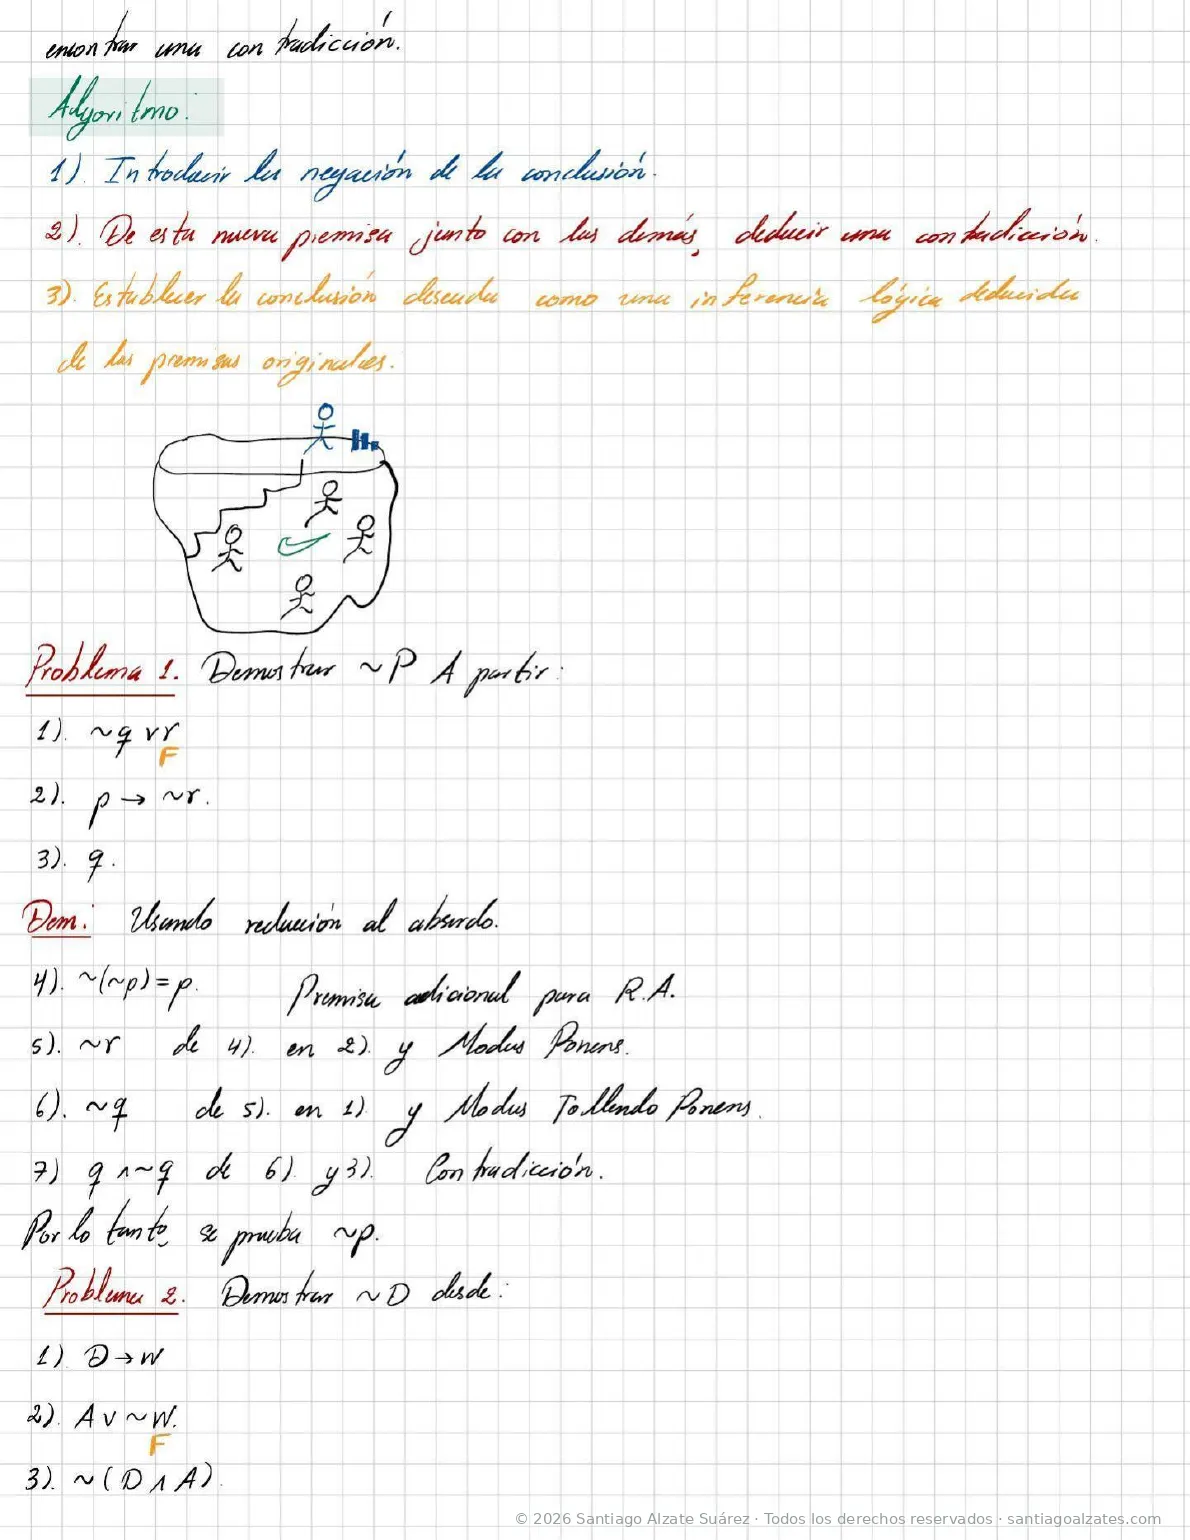 encontrar una contradicción.
Algoritmo:
1). Introducir la negación de la conclusión.
2). De esta nueva premisa junto con las demás, deducir una contradicción.
3). Establecer la conclusión deseada como una inferencia lógica deducida
de las premisas originales.
Problema 1. Demostrar ~P A partir:
1). ~q ∨ r
F
2). p → ~r.
3). q.
Dem: Usando reducción al absurdo.
4). ~(~p) = p. Premisa adicional para R.A.
5). ~r de 4). en 2). y Modus Ponens.
6). ~q de 5). en 1). y Modus Tollendo Ponens.
7) q ∧ ~q de 6). y 3). Contradicción.
Por lo tanto, se prueba ~p.
Problema 2. Demostrar ~D desde:
1). D → W
2). A ∨ ~W.
F
3). ~(D ∧ A).
© 2026 Santiago Alzate Suárez · Todos los derechos reservados · santiagoalzates.com